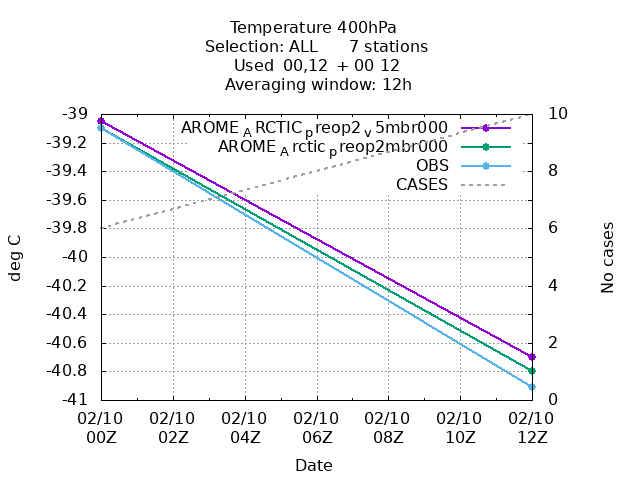 Temperature 400hPa
Selection: ALL 7 stations
Used 00,12 + 00 12
Averaging window: 12h
-39
-39.2
-39.4
-39.6
-39.8
-40
-40.2
-40.4
-40.6
-40.8
-41
deg C
AROME_ARCTIC_preop2_v5mbr000
AROME_Arctic_preop2mbr000
OBS
CASES
10
8
6
4
2
0
No cases
02/10 02/10 02/10 02/10 02/10 02/10 02/10
00Z 02Z 04Z 06Z 08Z 10Z 12Z
Date